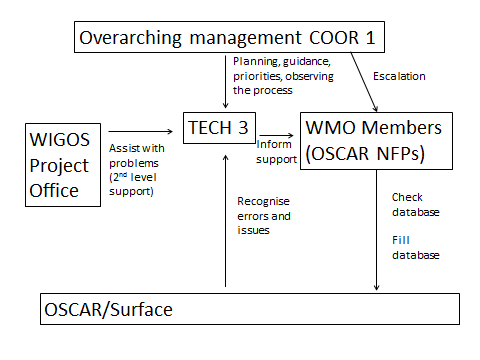 Overarching management COOR 1
Planning, guidance,
priorities, observing
the process
Escalation
TECH 3
WMO Members
(OSCAR NFPs)
WIGOS
Project
Office
Assist with
problems
(2nd level
support)
Inform
support
Recognise
errors and
issues
Check
database
Fill
database
OSCAR/Surface